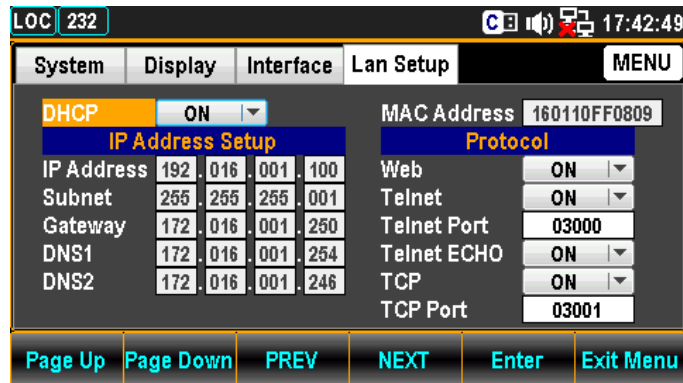 LOC 232 C 17:42:49
System Display Interface Lan Setup MENU
DHCP ON MAC Address 160110FF0809
IP Address Setup Protocol
IP Address 192 . 016 . 001 . 100 Web ON
Subnet 255 . 255 . 255 . 001 Telnet ON
Gateway 172 . 016 . 001 . 250 Telnet Port 03000
DNS1 172 . 016 . 001 . 254 Telnet ECHO ON
DNS2 172 . 016 . 001 . 246 TCP ON
TCP Port 03001
Page Up Page Down PREV NEXT Enter Exit Menu